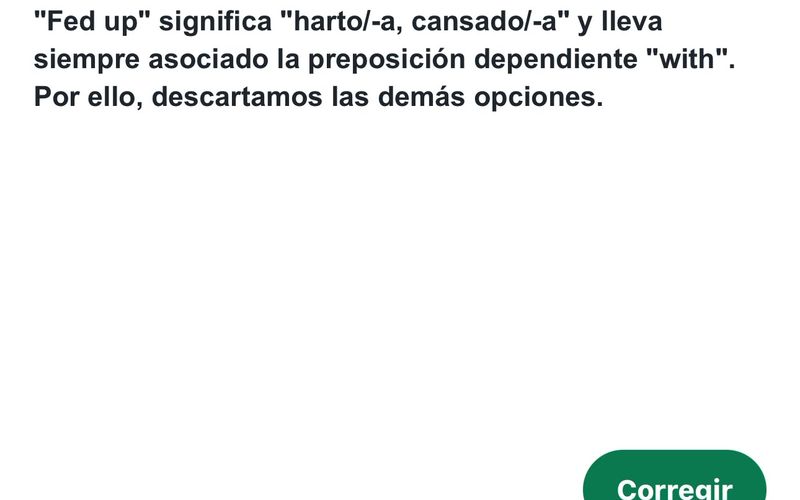 "Fed up" significa "harto/-a, cansado/-a" y lleva
siempre asociado la preposición dependiente "with".
Por ello, descartamos las demás opciones.
Corregir